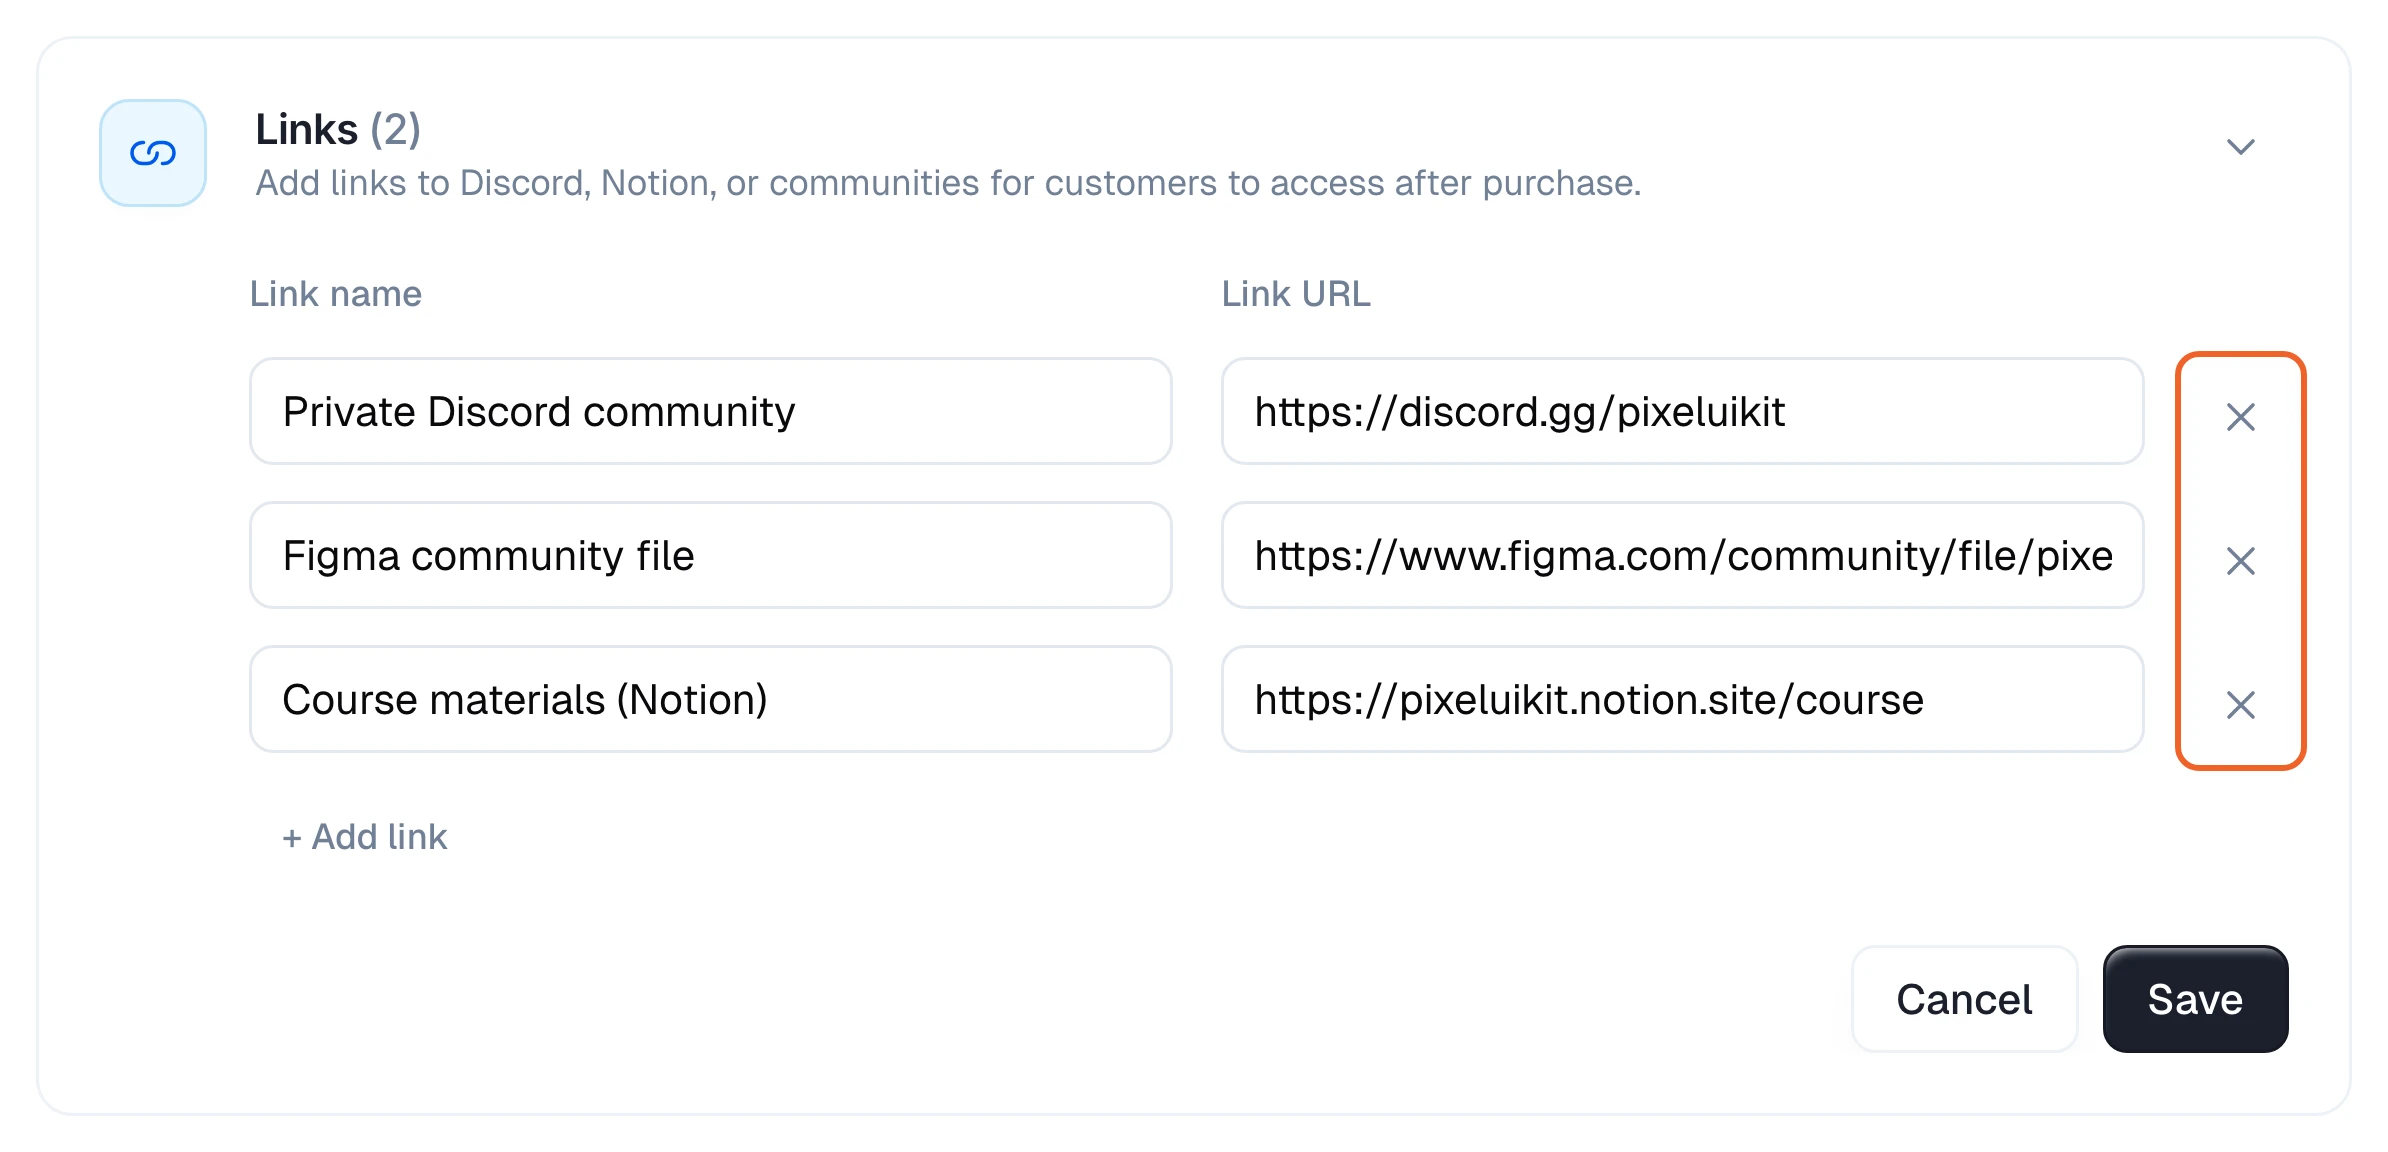 Links (2)
Add links to Discord, Notion, or communities for customers to access after purchase.
Link name Link URL
Private Discord community https://discord.gg/pixeluikit
Figma community file https://www.figma.com/community/file/pixe
Course materials (Notion) https://pixeluikit.notion.site/course
+ Add link
Cancel Save